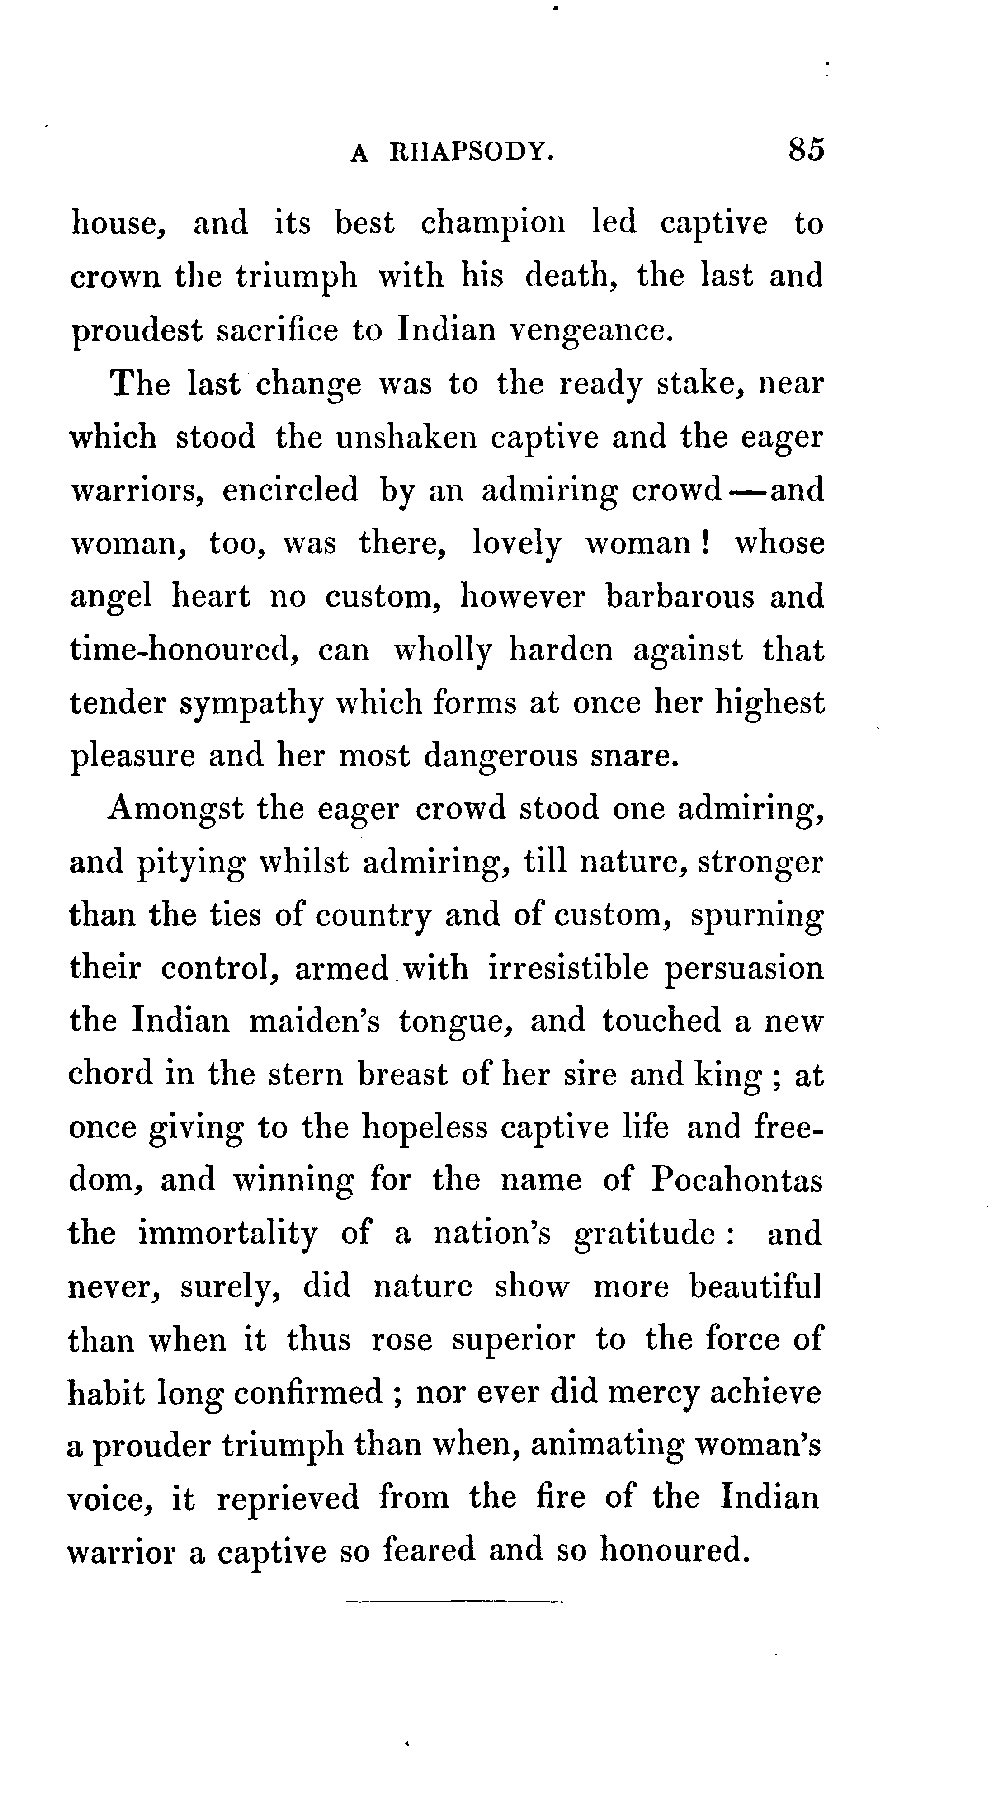 A RHAPSODY. 85
house, and its best champion led captive to
crown the triumph with his death, the last and
proudest sacrifice to Indian vengeance.
The last change was to the ready stake, near
which stood the unshaken captive and the eager
warriors, encircled by an admiring crowd—and
woman, too, was there, lovely woman ! whose
angel heart no custom, however barbarous and
time-honoured, can wholly harden against that
tender sympathy which forms at once her highest
pleasure and her most dangerous snare.
Amongst the eager crowd stood one admiring,
and pitying whilst admiring, till nature, stronger
than the ties of country and of custom, spurning
their control, armed with irresistible persuasion
the Indian maiden's tongue, and touched a new
chord in the stern breast of her sire and king ; at
once giving to the hopeless captive life and free-
dom, and winning for the name of Pocahontas
the immortality of a nation's gratitude : and
never, surely, did nature show more beautiful
than when it thus rose superior to the force of
habit long confirmed ; nor ever did mercy achieve
a prouder triumph than when, animating woman's
voice, it reprieved from the fire of the Indian
warrior a captive so feared and so honoured.